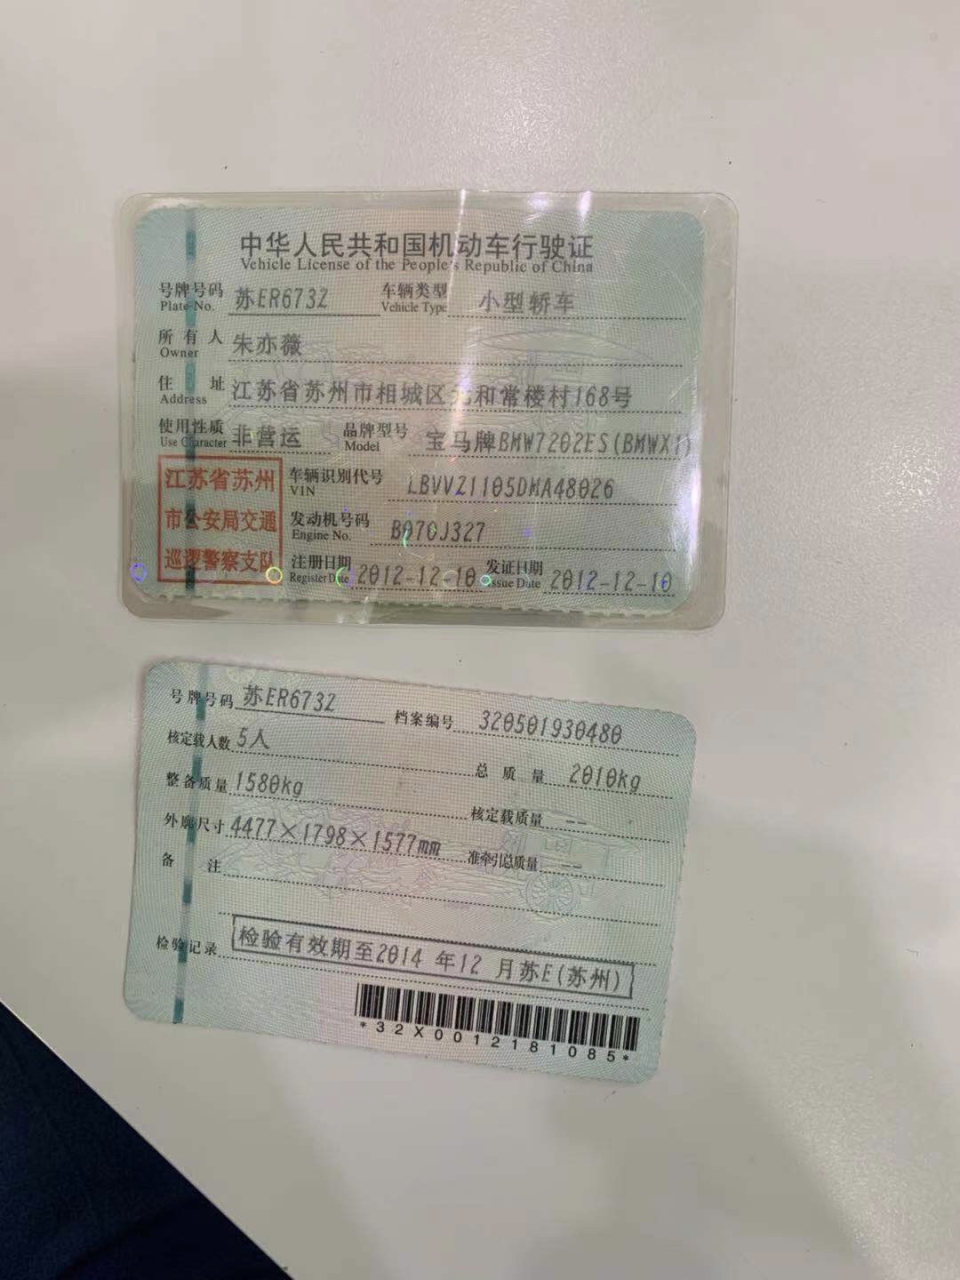 中华人民共和国机动车行驶证
Vehicle License of the People's Republic of China
号牌号码 苏ER673Z 车辆类型 小型轿车
Plate No. Vehicle Type
所有人 朱亦薇
Owner
住址 江苏省苏州市相城区元和常楼村168号
Address
使用性质 非营运 品牌型号 宝马牌BMW7202ES(BMWX1)
Use Character Model
江苏省苏州
市公安局交通
巡逻警察支队
车辆识别代号 LBVVZ1105DMA48026
VIN
发动机号码 B070J327
Engine No.
注册日期 2012-12-10 发证日期 2012-12-10
Register Date Issue Date
号牌号码 苏ER673Z 档案编号 320501930480
核定载人数 5人 总质量 2010kg
整备质量 1580kg 核定载质量 --
外廓尺寸 4477×1798×1577mm 准牵引总质量 --
备注
检验记录 检验有效期至2014 年12 月苏E(苏州)
*32X0012181085*